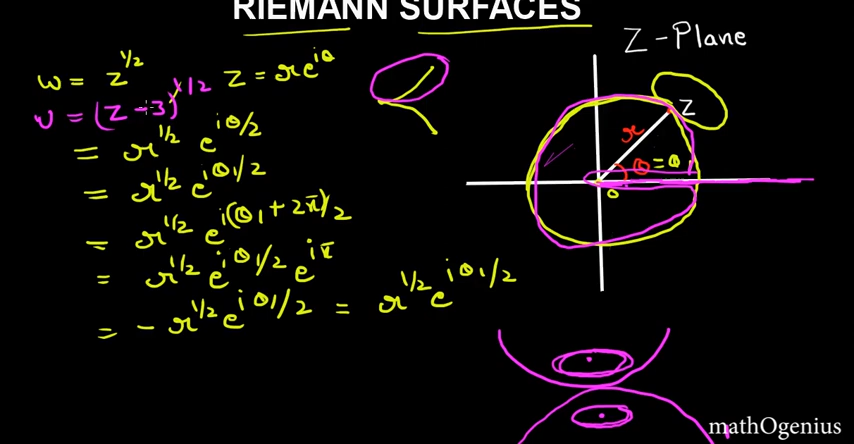 RIEMANN SURFACES
w = z^1/2 z = re^iθ
w = (z-3)^1/2
= r^1/2 e^iθ/2
= r^1/2 e^iθ1/2
= r^1/2 e^i(θ1+2π)/2
= r^1/2 e^iθ1/2 e^iπ
= -r^1/2 e^iθ1/2 = r^1/2 e^iθ1/2
Z-Plane
z
r
θ=θ
0
mathOgenius